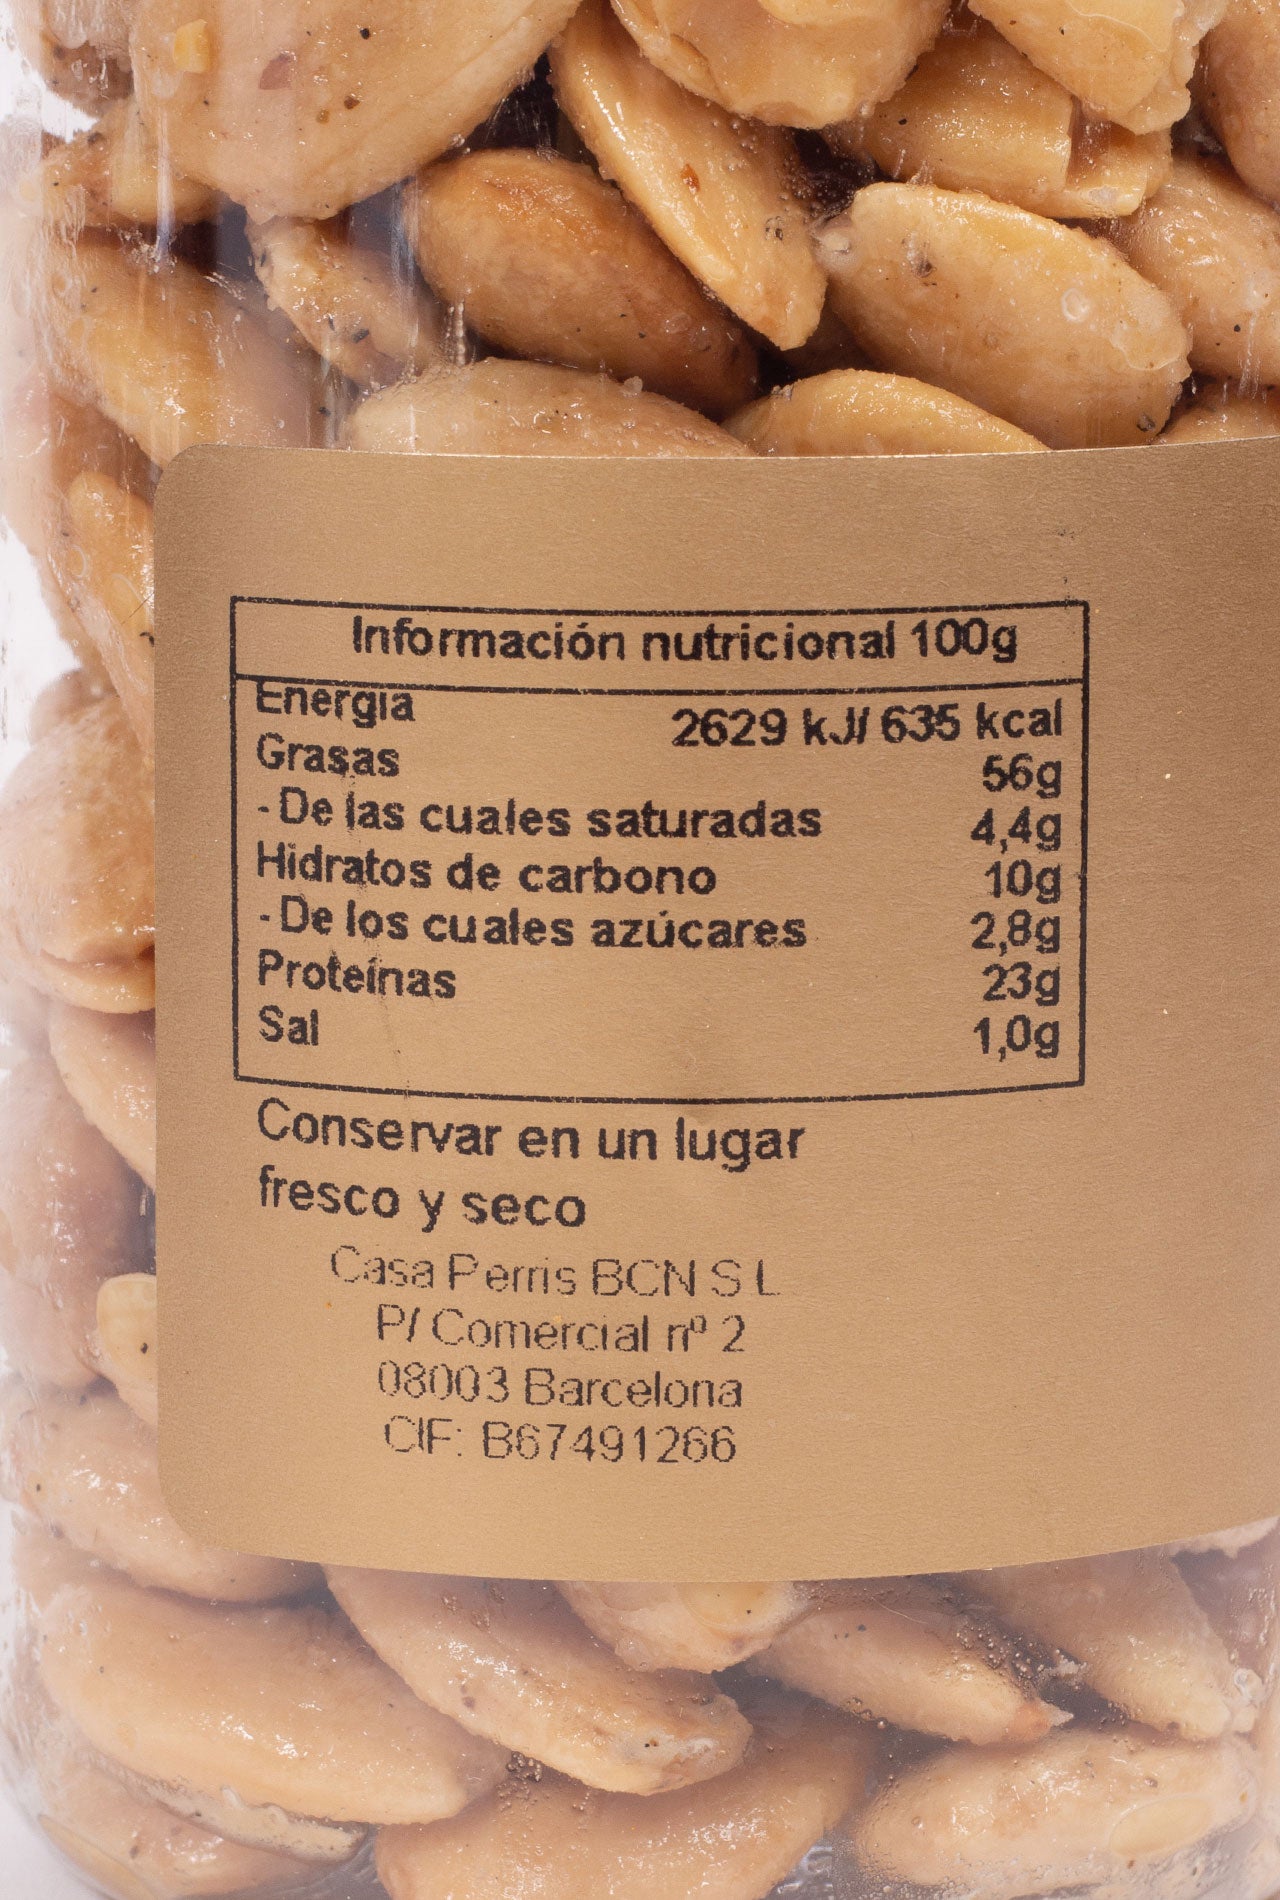 Información nutricional 100g
Energía 2629 kJ/ 635 kcal
Grasas 56g
- De las cuales saturadas 4,4g
Hidratos de carbono 10g
- De los cuales azúcares 2,8g
Proteínas 23g
Sal 1,0g
Conservar en un lugar
fresco y seco
Casa Perris BCN S L
P/ Comercial nº 2
08003 Barcelona
CIF: B67491266